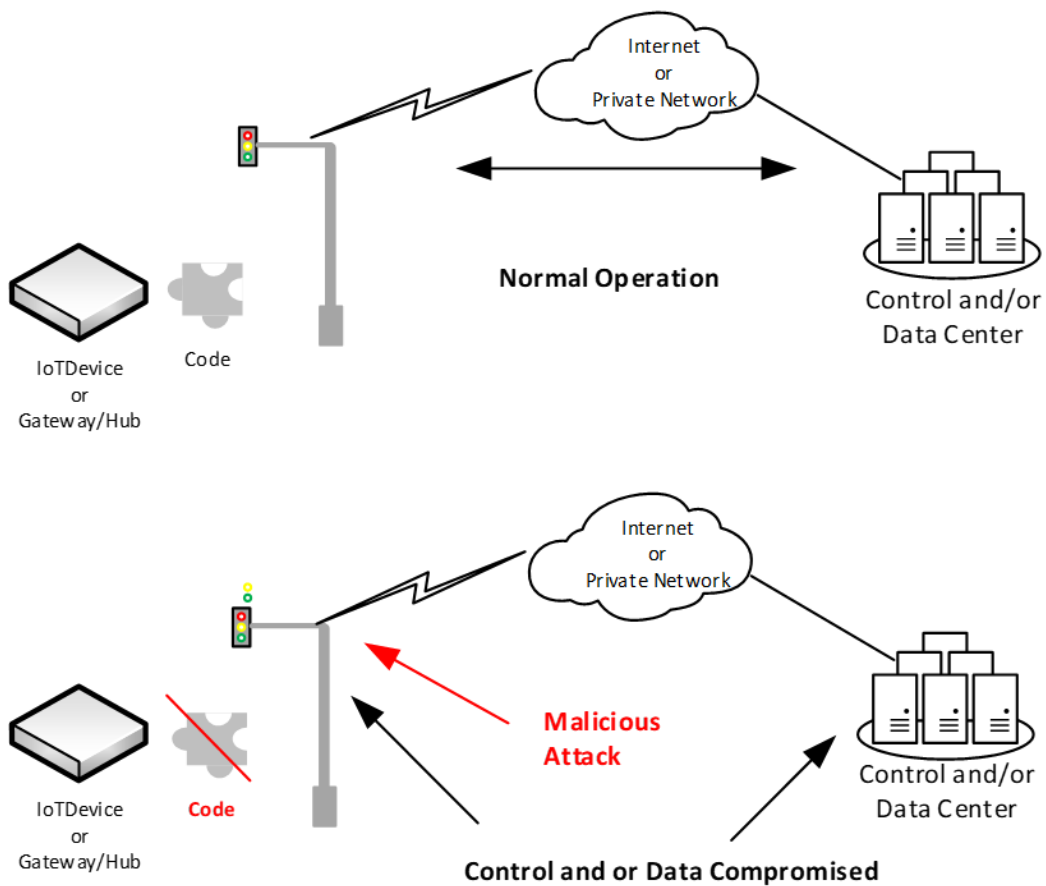 Internet
or
Private Network
Normal Operation
Control and/or
Data Center
IoTDevice
or
Gateway/Hub
Code
Internet
or
Private Network
Malicious
Attack
Control and/or
Data Center
IoTDevice
or
Gateway/Hub
Code
Control and or Data Compromised